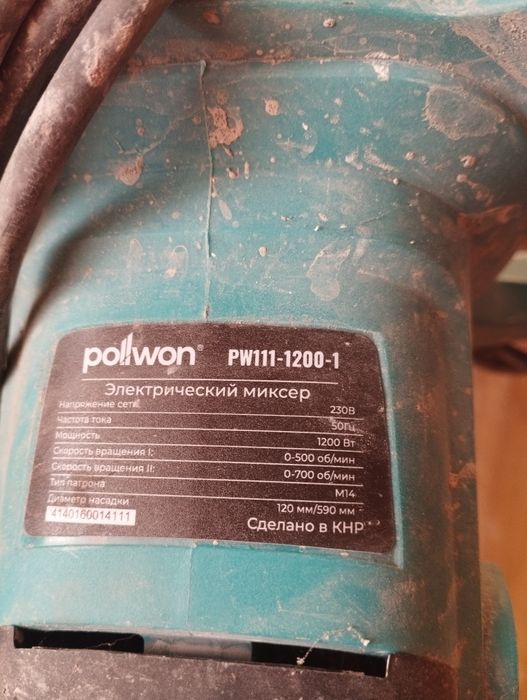 pollwon® PW111-1200-1
Электрический миксер
Напряжение сети 230В
Частота тока 50Гц
Мощность 1200 Вт
Скорость вращения I: 0-500 об/мин
Скорость вращения II: 0-700 об/мин
Тип патрона M14
Диаметр насадки 120 мм/590 мм
4140160014111
Сделано в КНР